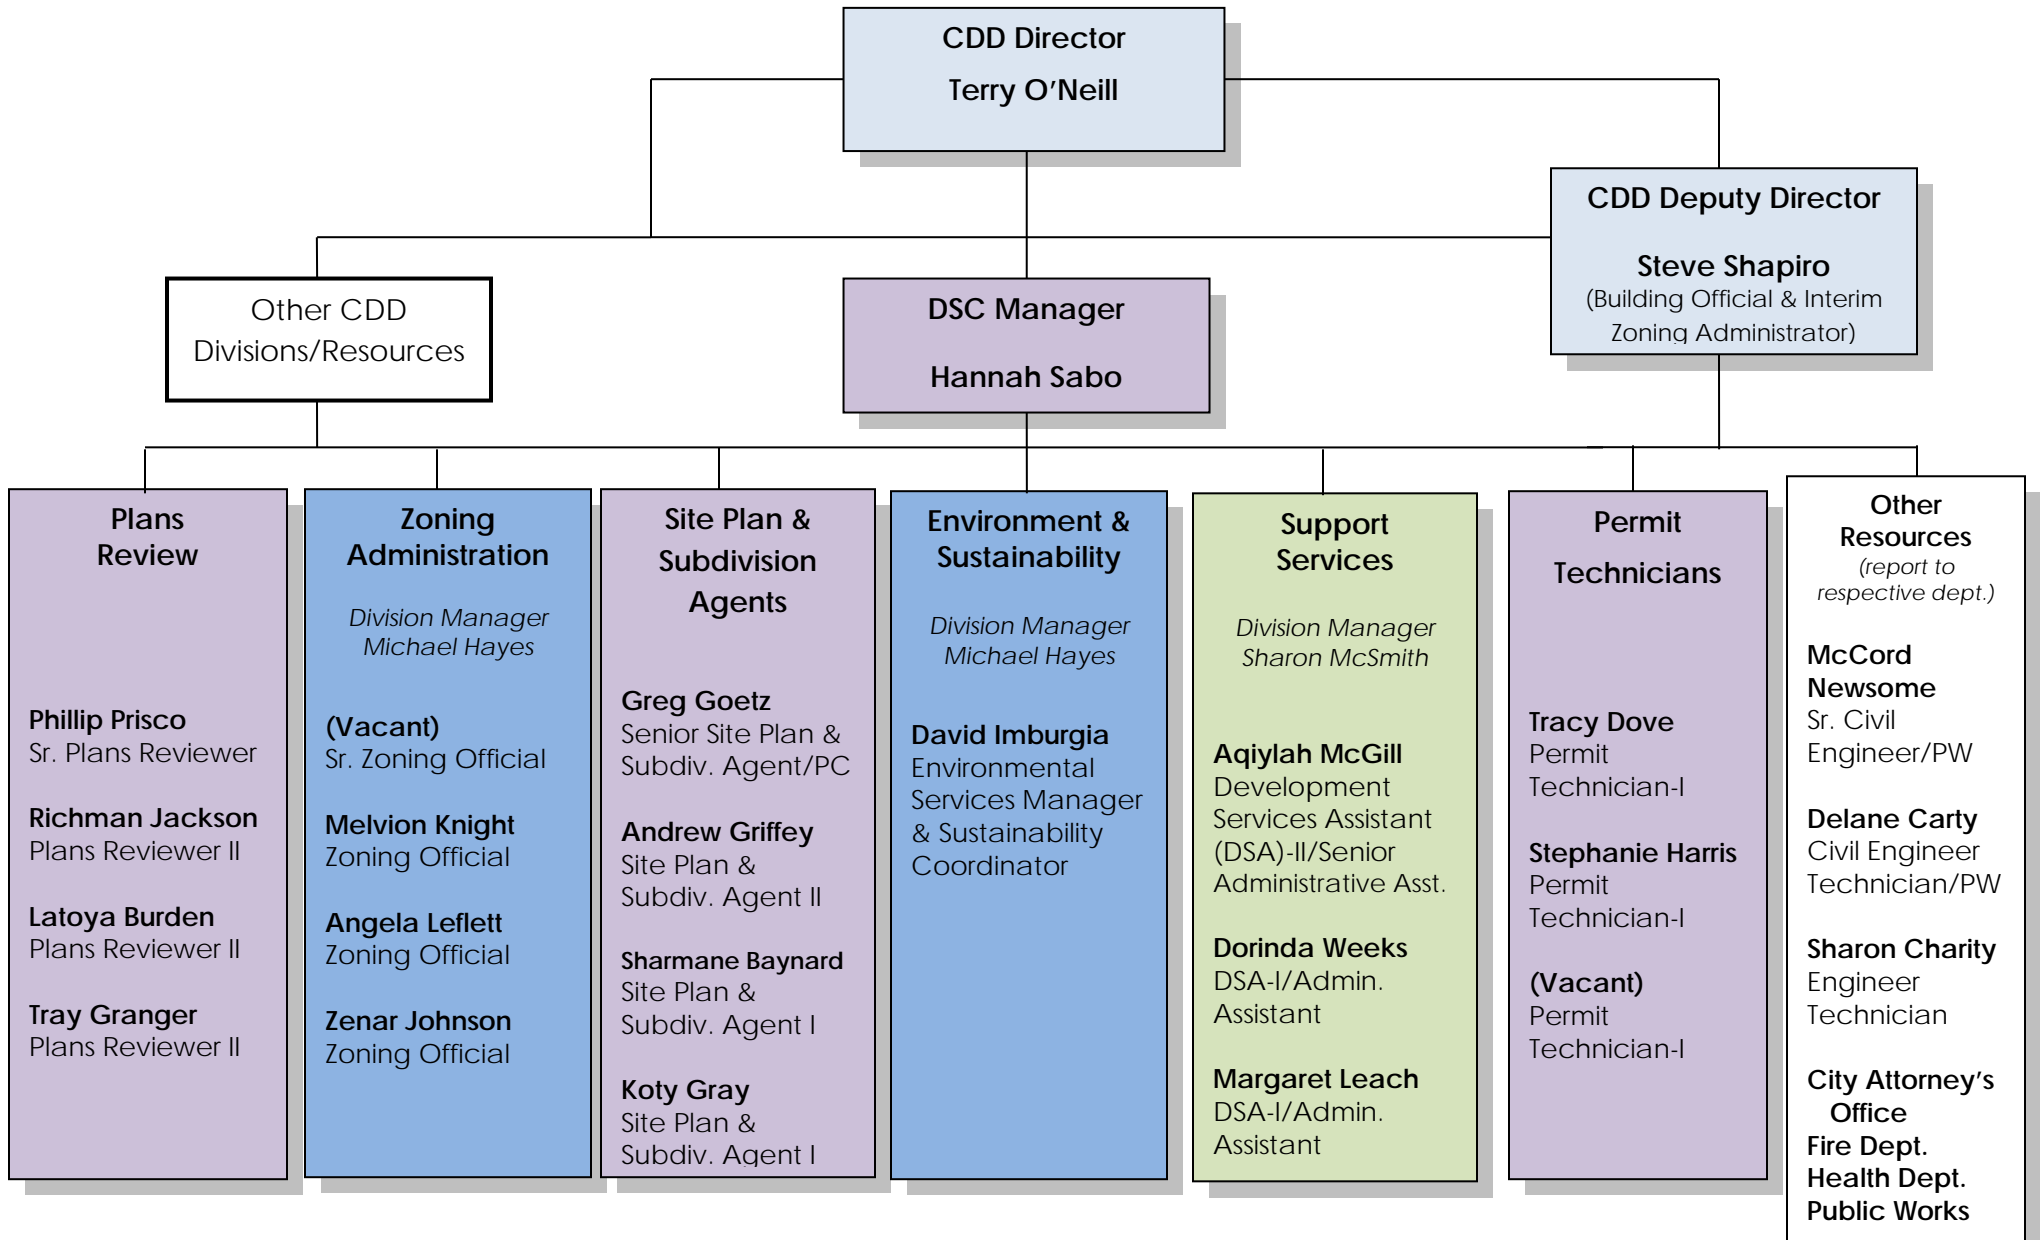 CDD Director
Terry O’Neill
CDD Deputy Director
Steve Shapiro
(Building Official & Interim
Zoning Administrator)
Other CDD
Divisions/Resources
DSC Manager
Hannah Sabo
Plans
Review
Phillip Prisco
Sr. Plans Reviewer
Richman Jackson
Plans Reviewer II
Latoya Burden
Plans Reviewer II
Tray Granger
Plans Reviewer II
Zoning
Administration
Division Manager
Michael Hayes
(Vacant)
Sr. Zoning Official
Melvion Knight
Zoning Official
Angela Leflett
Zoning Official
Zenar Johnson
Zoning Official
Site Plan &
Subdivision
Agents
Greg Goetz
Senior Site Plan &
Subdiv. Agent/PC
Andrew Griffey
Site Plan &
Subdiv. Agent II
Sharmane Baynard
Site Plan &
Subdiv. Agent I
Koty Gray
Site Plan &
Subdiv. Agent I
Environment &
Sustainability
Division Manager
Michael Hayes
David Imburgia
Environmental
Services Manager
& Sustainability
Coordinator
Support
Services
Division Manager
Sharon McSmith
Aqiylah McGill
Development
Services Assistant
(DSA)-II/Senior
Administrative Asst.
Dorinda Weeks
DSA-I/Admin.
Assistant
Margaret Leach
DSA-I/Admin.
Assistant
Permit
Technicians
Tracy Dove
Permit
Technician-I
Stephanie Harris
Permit
Technician-I
(Vacant)
Permit
Technician-I
Other
Resources
(report to
respective dept.)
McCord
Newsome
Sr. Civil
Engineer/PW
Delane Carty
Civil Engineer
Technician/PW
Sharon Charity
Engineer
Technician
City Attorney’s
Office
Fire Dept.
Health Dept.
Public Works